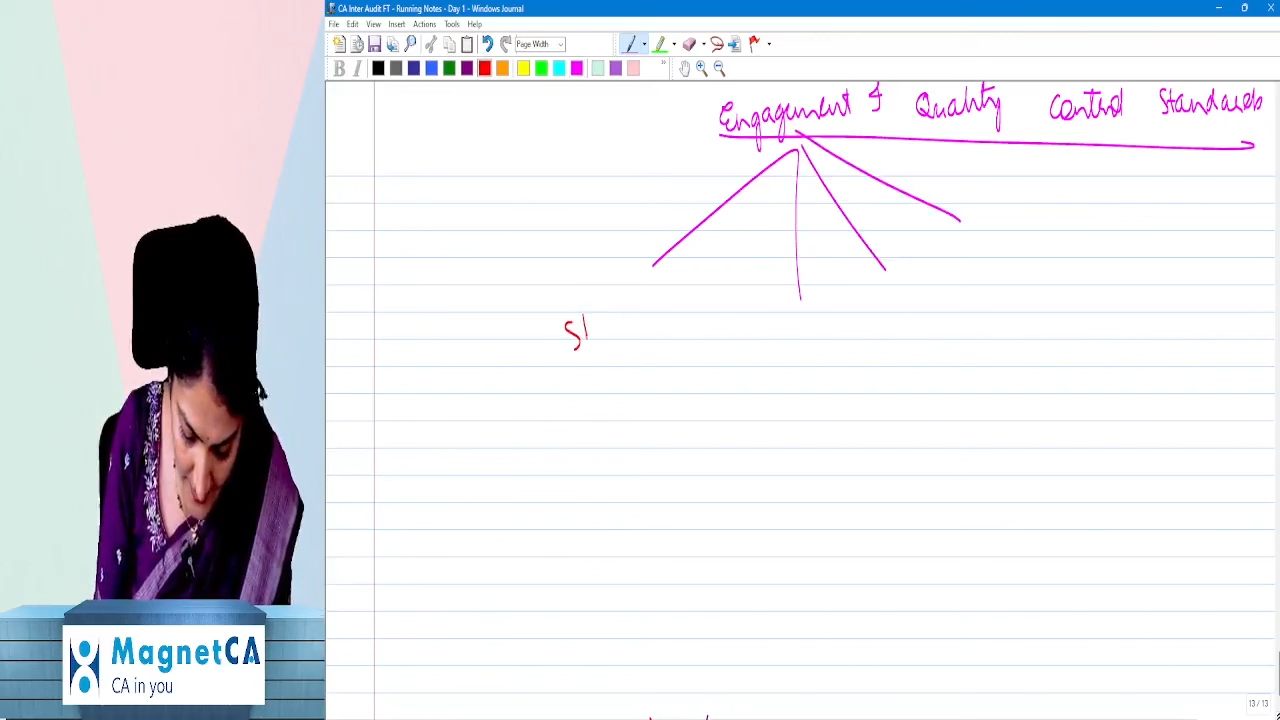 CA Inter Audit FT - Running Notes - Day 1 - Windows Journal
File Edit View Insert Actions Tools Help
Page Width
B I
Engagement & Quality Control Standards
MagnetCA
CA in you
13 / 13